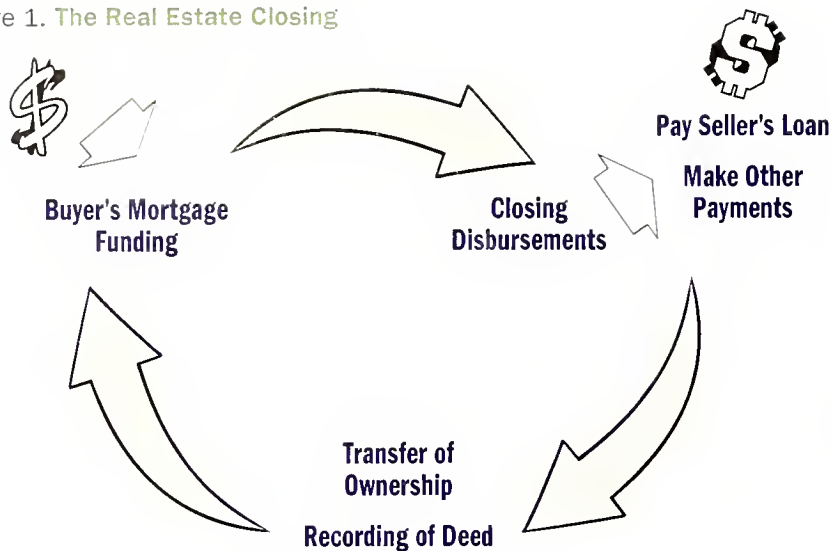 e 1. The Real Estate Closing
$
$
Pay Seller's Loan
Make Other
Payments
Buyer's Mortgage
Funding
Closing
Disbursements
Transfer of
Ownership
Recording of Deed